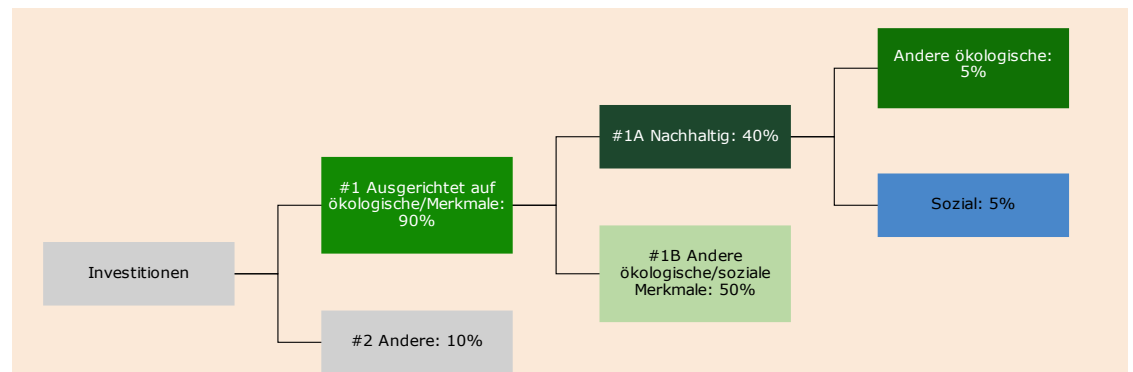 Andere ökologische:
5%
#1A Nachhaltig: 40%
#1 Ausgerichtet auf
ökologische/Merkmale:
90%
Sozial: 5%
#1B Andere
ökologische/soziale
Merkmale: 50%
Investitionen
#2 Andere: 10%